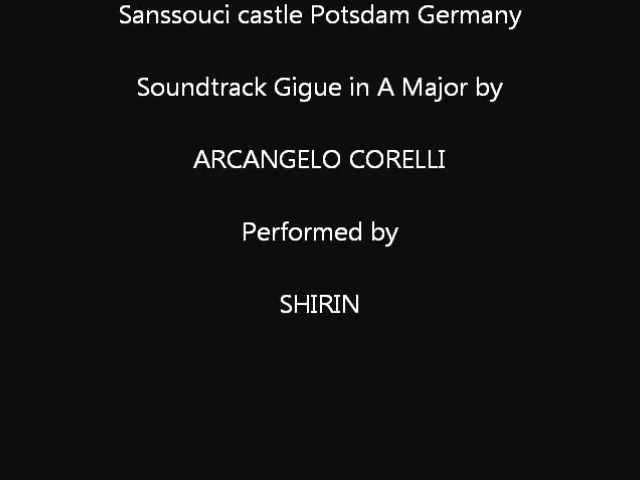 Sanssouci castle Potsdam Germany
Soundtrack Gigue in A Major by
ARCANGELO CORELLI
Performed by
SHIRIN